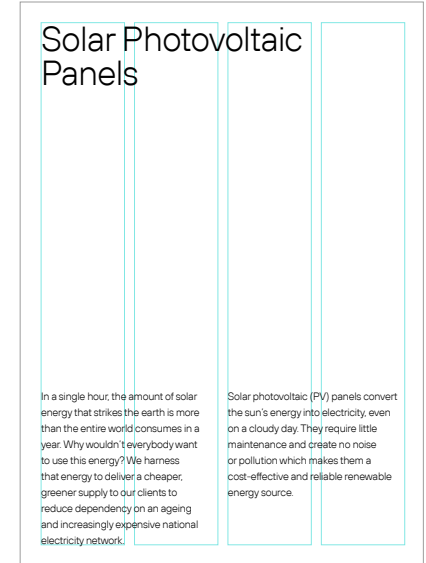 Solar Photovoltaic
Panels
In a single hour, the amount of solar
energy that strikes the earth is more
than the entire world consumes in a
year. Why wouldn't everybody want
to use this energy? We harness
that energy to deliver a cheaper,
greener supply to our clients to
reduce dependency on an ageing
and increasingly expensive national
electricity network.
Solar photovoltaic (PV) panels convert
the sun's energy into electricity, even
on a cloudy day. They require little
maintenance and create no noise
or pollution which makes them a
cost-effective and reliable renewable
energy source.